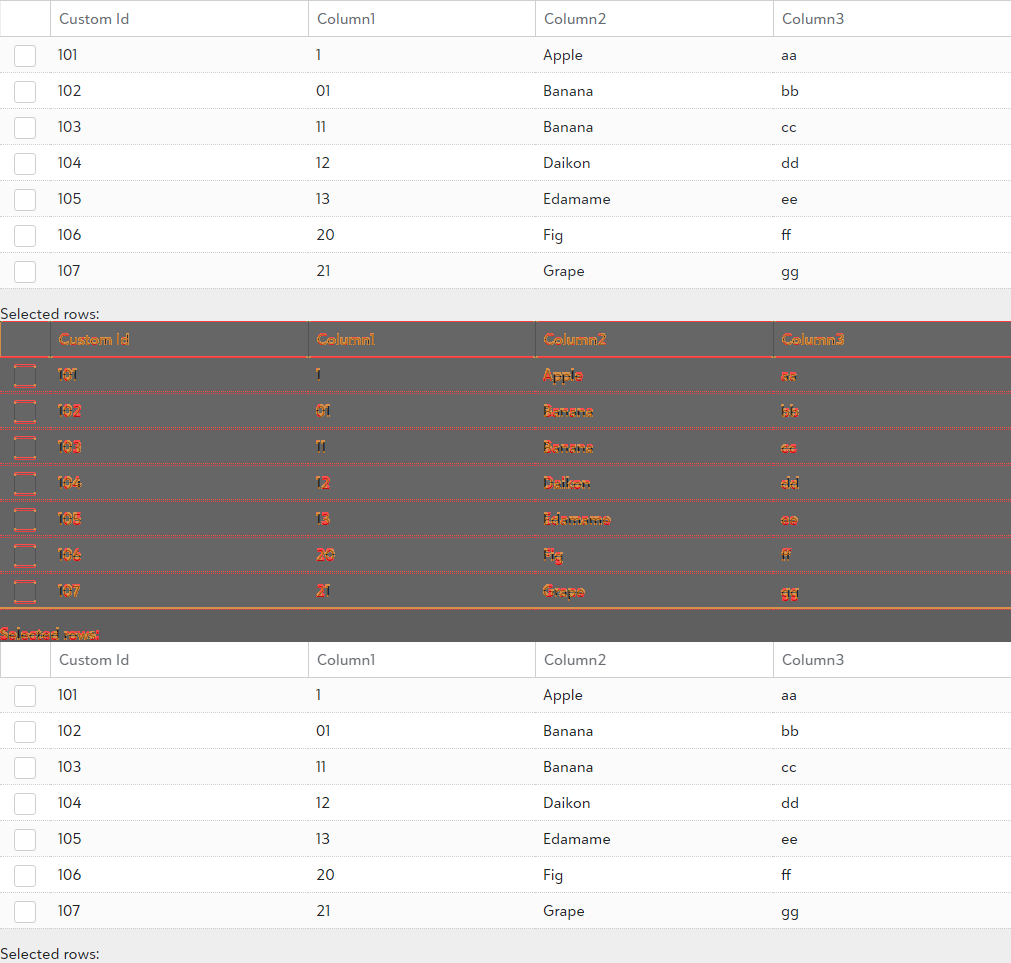 Custom Id Column1 Column2 Column3
101 1 Apple aa
102 01 Banana bb
103 11 Banana cc
104 12 Daikon dd
105 13 Edamame ee
106 20 Fig ff
107 21 Grape gg
Selected rows:
Custom Id Column1 Column2 Column3
101 1 Apple aa
102 01 Banana bb
103 11 Banana cc
104 12 Daikon dd
105 13 Edamame ee
106 20 Fig ff
107 21 Grape gg
Selected rows:
Custom Id Column1 Column2 Column3
101 1 Apple aa
102 01 Banana bb
103 11 Banana cc
104 12 Daikon dd
105 13 Edamame ee
106 20 Fig ff
107 21 Grape gg
Selected rows: